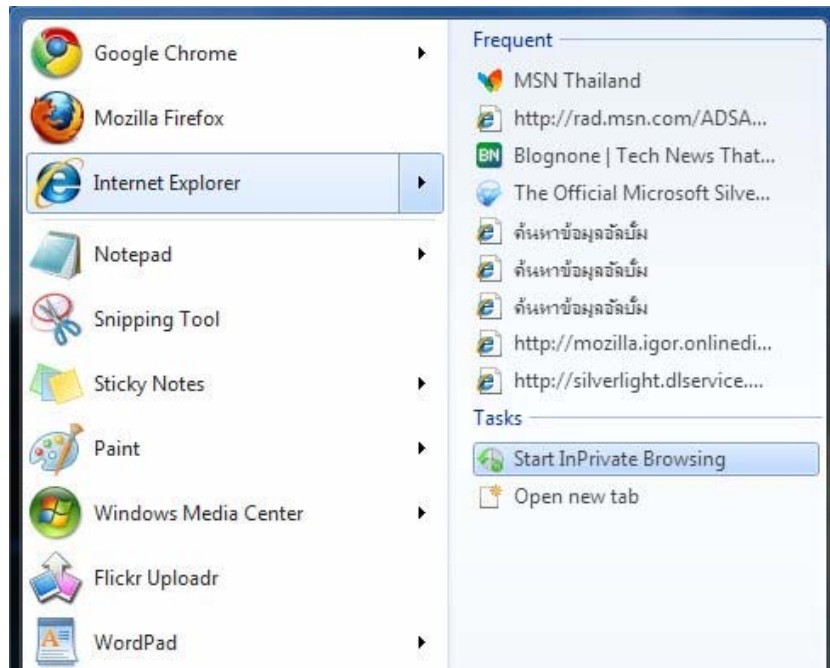 Google Chrome
Mozilla Firefox
Internet Explorer
Notepad
Snipping Tool
Sticky Notes
Paint
Windows Media Center
Flickr Uploadr
WordPad
Frequent
MSN Thailand
http://rad.msn.com/ADSA...
BN Blognone | Tech News That...
The Official Microsoft Silve...
ค้นหาข้อมูลอัลบั้ม
ค้นหาข้อมูลอัลบั้ม
ค้นหาข้อมูลอัลบั้ม
http://mozilla.igor.onlinedi...
http://silverlight.dlservice....
Tasks
Start InPrivate Browsing
Open new tab